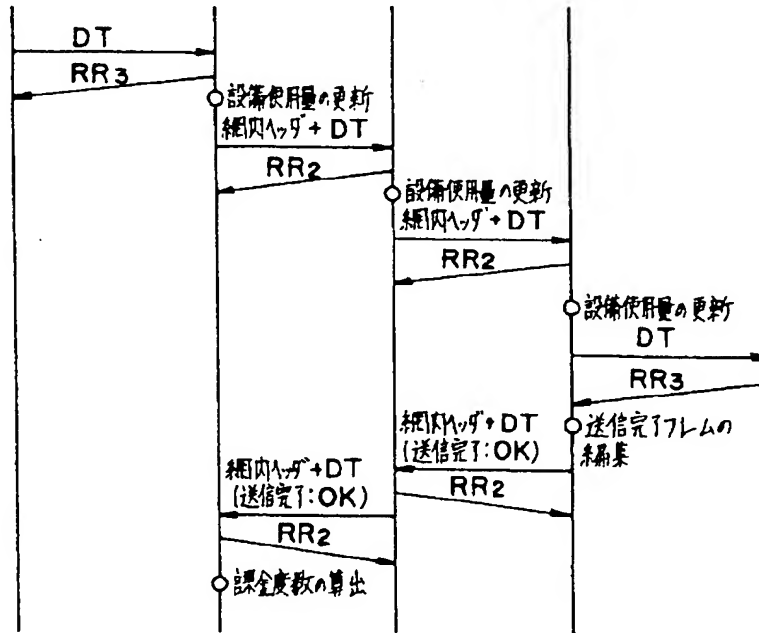 DT
RR3
設備使用量の更新
網内ヘッダ + DT
RR2
設備使用量の更新
網内ヘッダ + DT
RR2
設備使用量の更新
DT
RR3
送信完了フレムの
編集
網内ヘッダ + DT
(送信完了:OK)
RR2
網内ヘッダ + DT
(送信完了:OK)
RR2
課金度数の算出